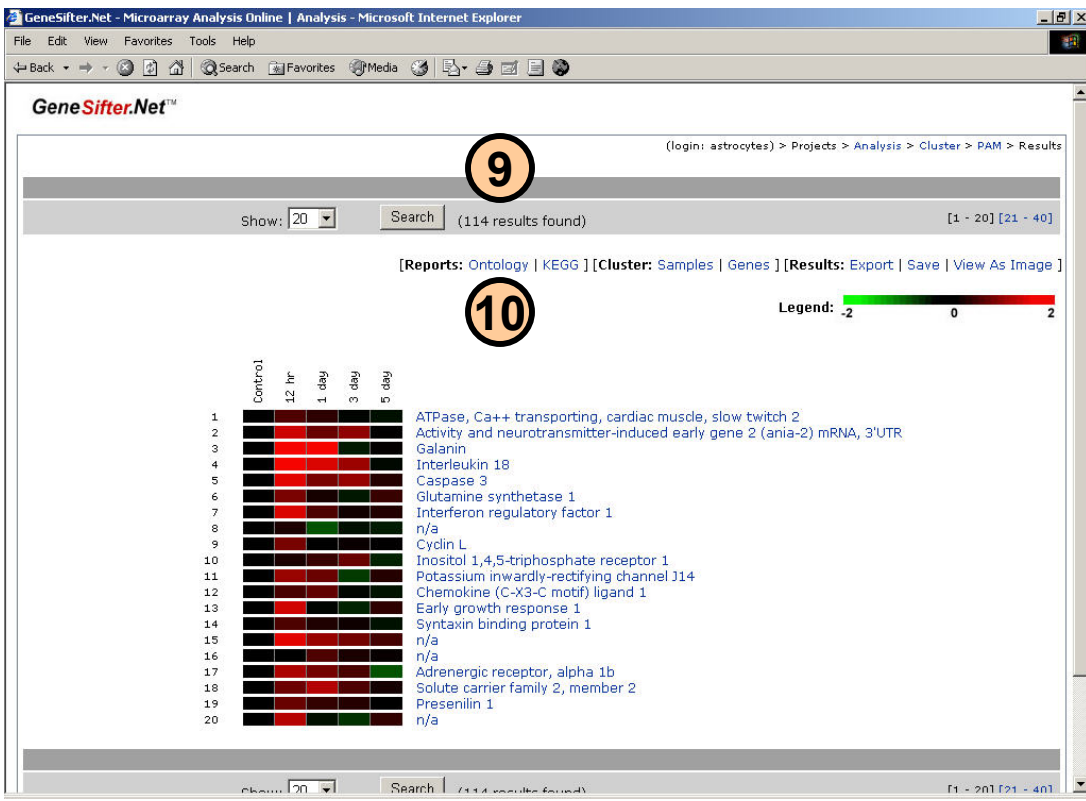 GeneSifter.Net - Microarray Analysis Online | Analysis - Microsoft Internet Explorer
File Edit View Favorites Tools Help
Back Search Favorites Media
GeneSifter.Net™
(login: astrocytes) > Projects > Analysis > Cluster > PAM > Results
9
Show: 20 Search (114 results found) [1 - 20] [21 - 40]
[Reports: Ontology | KEGG ] [Cluster: Samples | Genes ] [Results: Export | Save | View As Image ]
10
Legend: -2 0 2
Control 12 hr 1 day 3 day 5 day
1 ATPase, Ca++ transporting, cardiac muscle, slow twitch 2
2 Activity and neurotransmitter-induced early gene 2 (ania-2) mRNA, 3'UTR
3 Galanin
4 Interleukin 18
5 Caspase 3
6 Glutamine synthetase 1
7 Interferon regulatory factor 1
8 n/a
9 Cyclin L
10 Inositol 1,4,5-triphosphate receptor 1
11 Potassium inwardly-rectifying channel J14
12 Chemokine (C-X3-C motif) ligand 1
13 Early growth response 1
14 Syntaxin binding protein 1
15 n/a
16 n/a
17 Adrenergic receptor, alpha 1b
18 Solute carrier family 2, member 2
19 Presenilin 1
20 n/a
Show: 20 Search (114 results found) [1 - 20] [21 - 40]